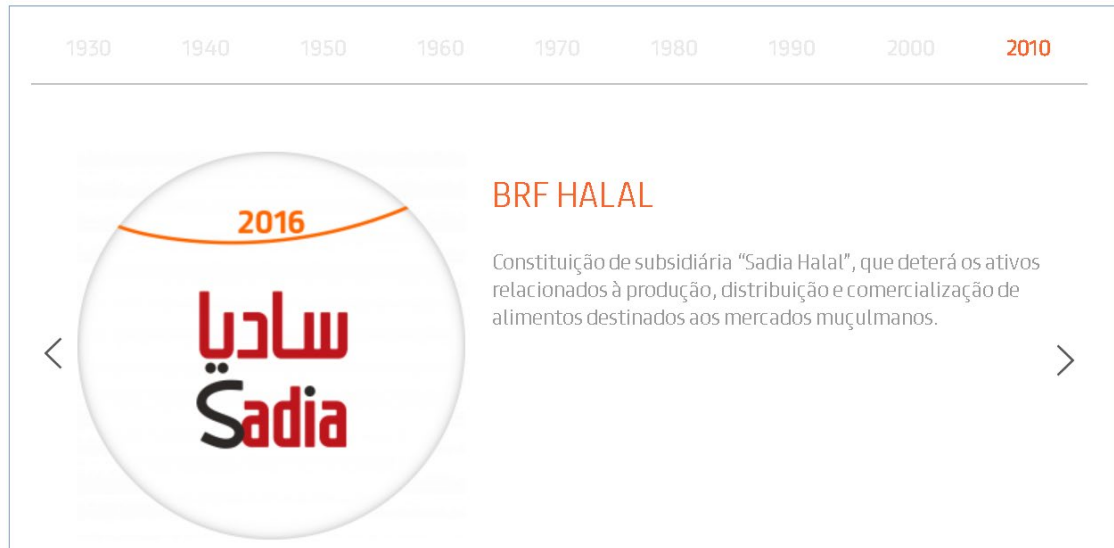 1930 1940 1950 1960 1970 1980 1990 2000 2010
2016
ساديا
Sadia
BRF HALAL
Constituição de subsidiária “Sadia Halal”, que deterá os ativos
relacionados à produção, distribuição e comercialização de
alimentos destinados aos mercados muçulmanos.